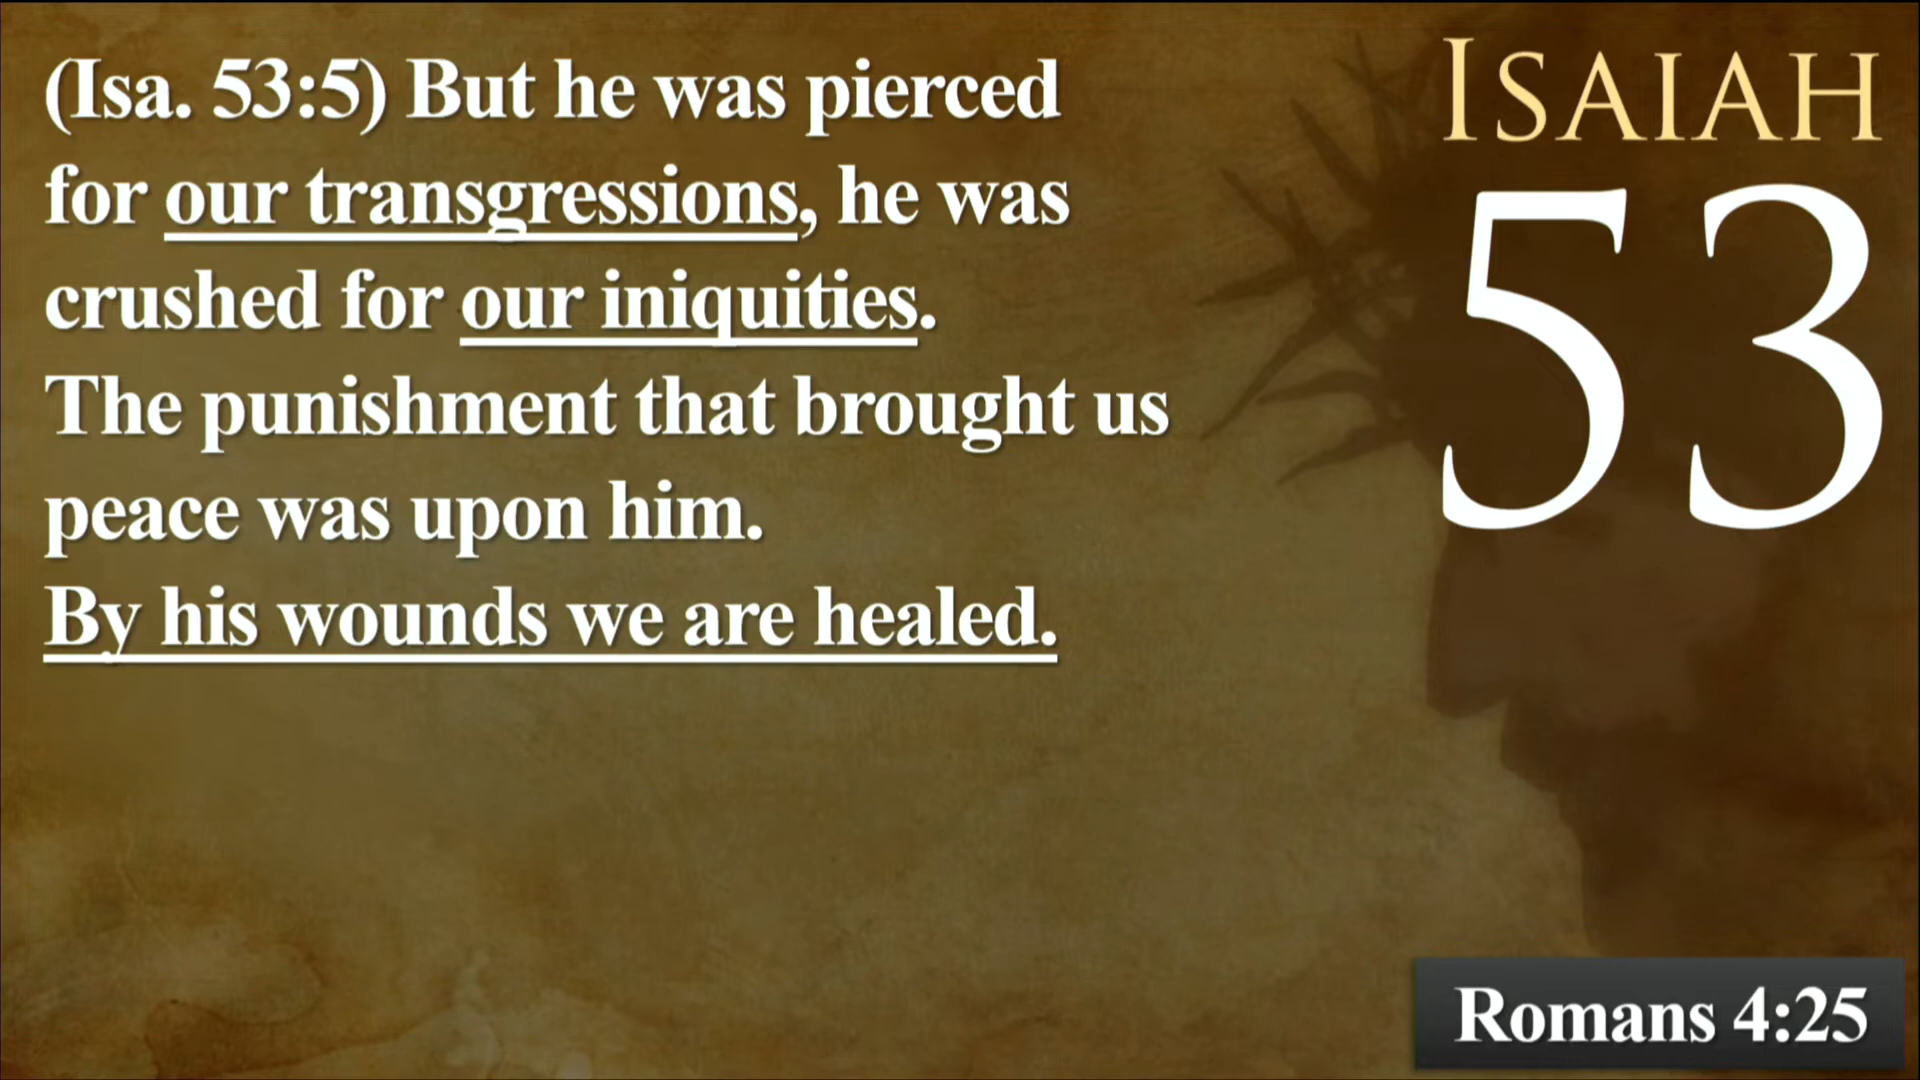 (Isa. 53:5) But he was pierced
for our transgressions, he was
crushed for our iniquities.
The punishment that brought us
peace was upon him.
By his wounds we are healed.
ISAIAH
53
Romans 4:25